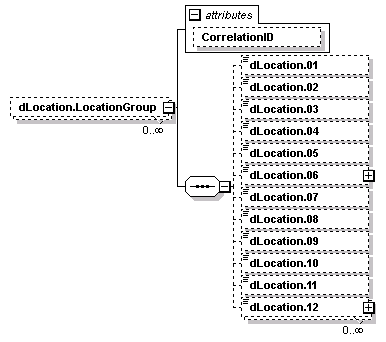 attributes
CorrelationID
dLocation.LocationGroup
0..∞
dLocation.01
dLocation.02
dLocation.03
dLocation.04
dLocation.05
dLocation.06
dLocation.07
dLocation.08
dLocation.09
dLocation.10
dLocation.11
dLocation.12
0..∞